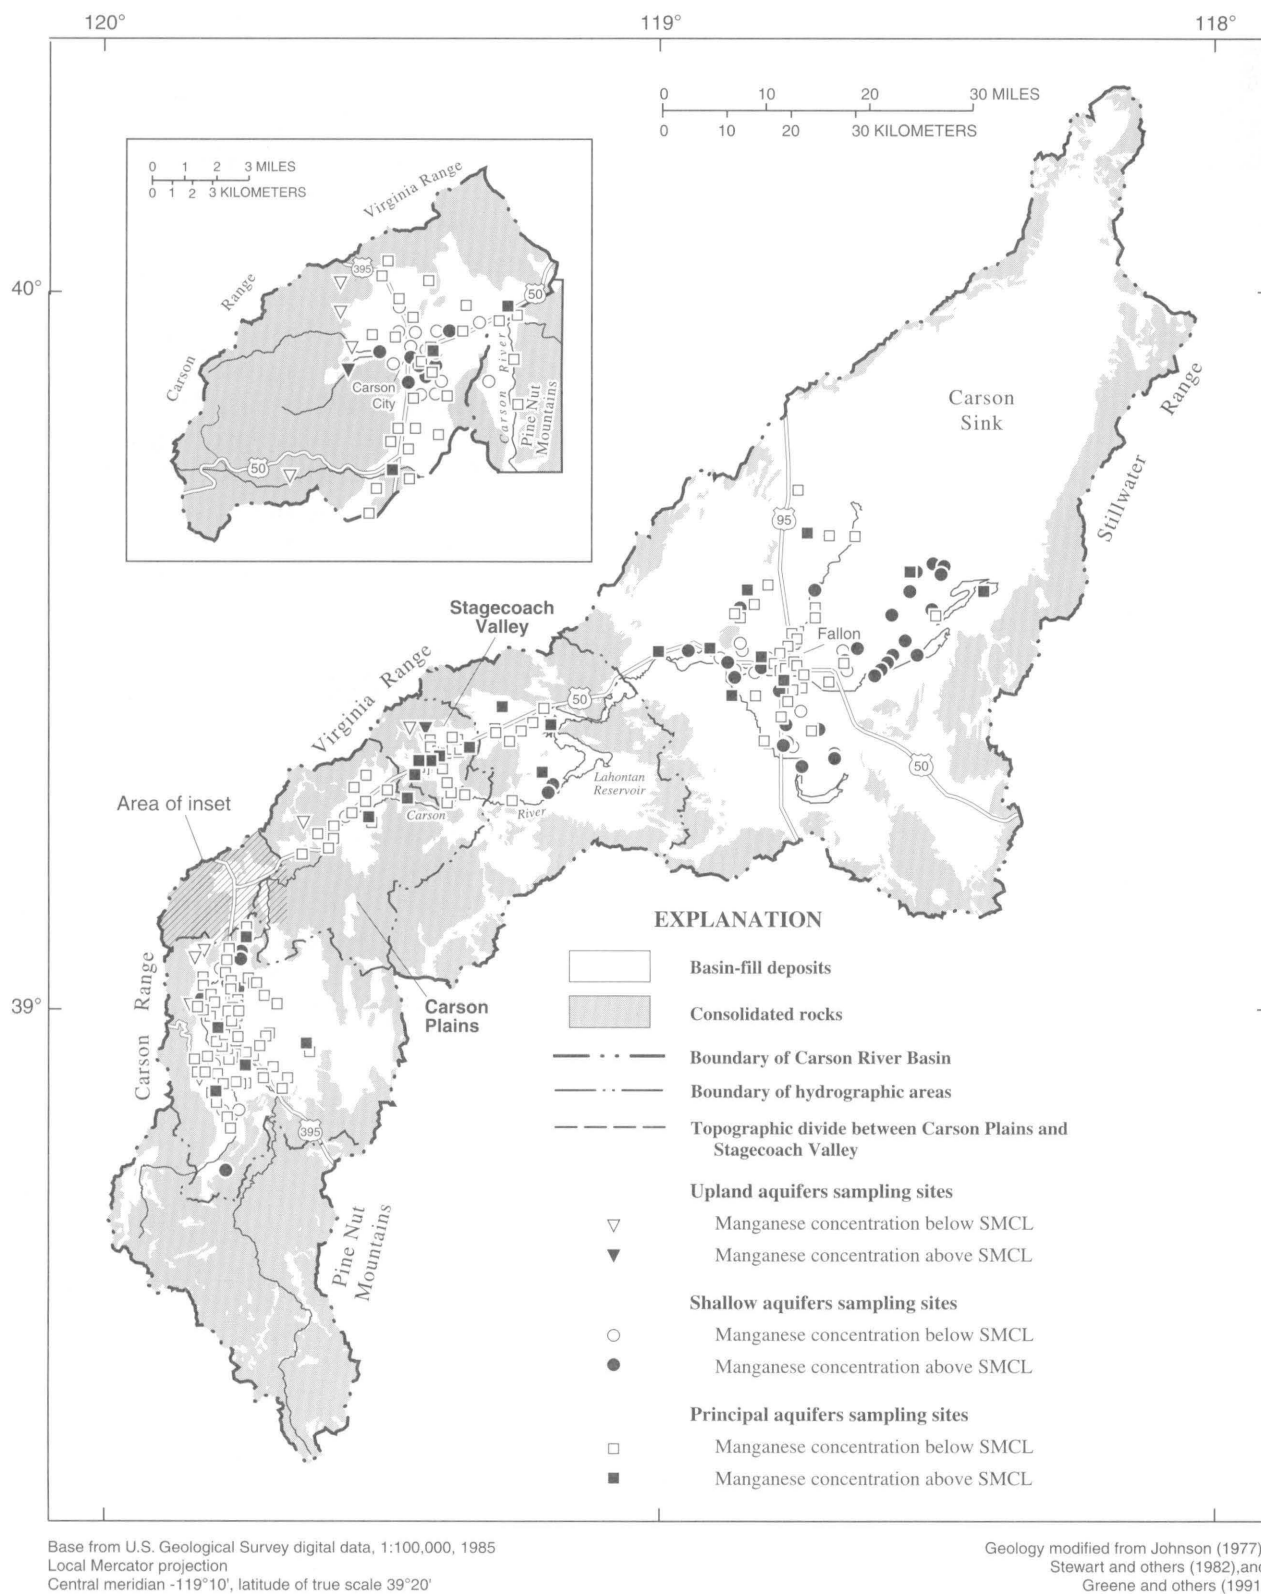 120°
119°
118°
0 10 20 30 MILES
0 10 20 30 KILOMETERS
0 1 2 3 MILES
0 1 2 3 KILOMETERS
Virginia Range
395
Range
50
40°
Carson
Carson River
Carson
City
Pine Nut
Mountains
50
Carson
Sink
Range
Stillwater
95
Stagecoach
Valley
Fallon
Virginia Range
50
50
Lahontan
Reservoir
Area of inset
Carson River
EXPLANATION
Basin-fill deposits
Carson Range
39°
Carson
Plains
Consolidated rocks
Boundary of Carson River Basin
Boundary of hydrographic areas
395
Topographic divide between Carson Plains and
Stagecoach Valley
Pine Nut
Mountains
Upland aquifers sampling sites
Manganese concentration below SMCL
Manganese concentration above SMCL
Shallow aquifers sampling sites
Manganese concentration below SMCL
Manganese concentration above SMCL
Principal aquifers sampling sites
Manganese concentration below SMCL
Manganese concentration above SMCL
Base from U.S. Geological Survey digital data, 1:100,000, 1985
Local Mercator projection
Central meridian -119°10', latitude of true scale 39°20'
Geology modified from Johnson (1977)
Stewart and others (1982),and
Greene and others (1991